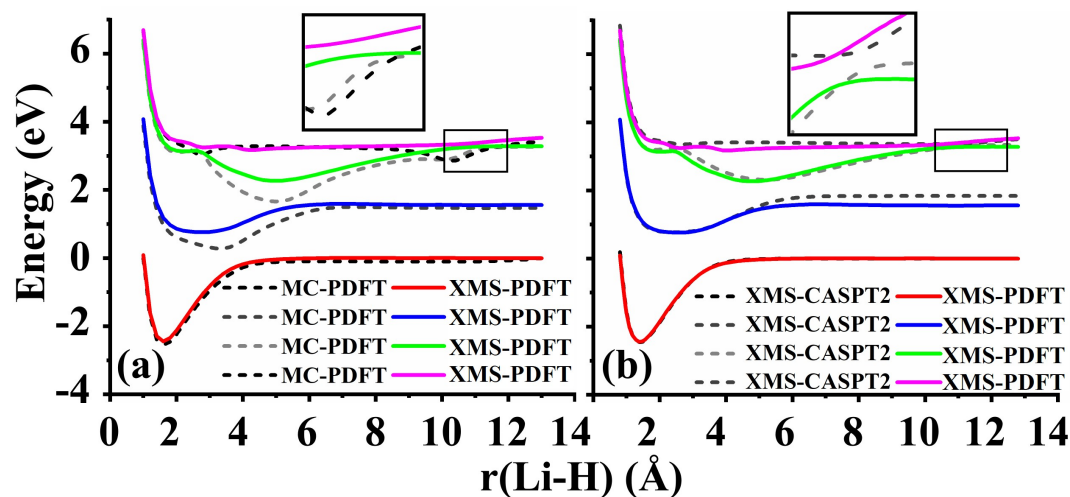 Energy (eV)
6
4
2
0
-2
-4
MC-PDFT XMS-PDFT
MC-PDFT XMS-PDFT
MC-PDFT XMS-PDFT
MC-PDFT XMS-PDFT
(a)
0 2 4 6 8 10 12 14
XMS-CASPT2 XMS-PDFT
XMS-CASPT2 XMS-PDFT
XMS-CASPT2 XMS-PDFT
XMS-CASPT2 XMS-PDFT
(b)
2 4 6 8 10 12 14
r(Li-H) (Å)